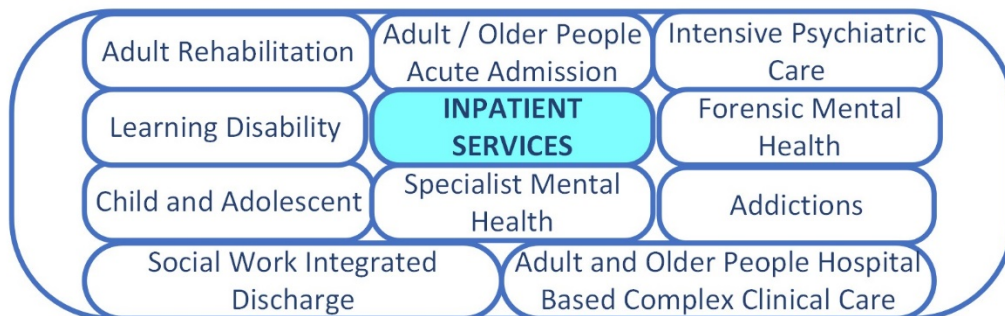 Adult Rehabilitation
Adult / Older People
Acute Admission
Intensive Psychiatric
Care
Learning Disability
INPATIENT
SERVICES
Forensic Mental
Health
Child and Adolescent
Specialist Mental
Health
Addictions
Social Work Integrated
Discharge
Adult and Older People Hospital
Based Complex Clinical Care